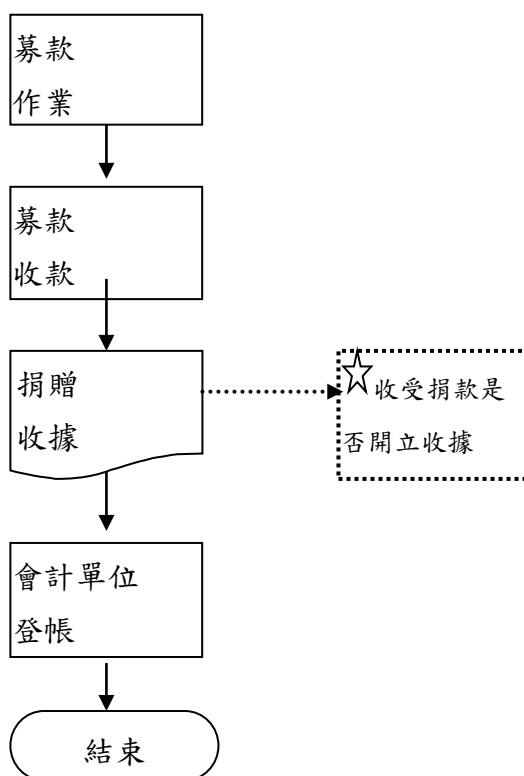 募款
作業
募款
收款
捐贈
收據
☆收受捐款是
否開立收據
會計單位
登帳
結束